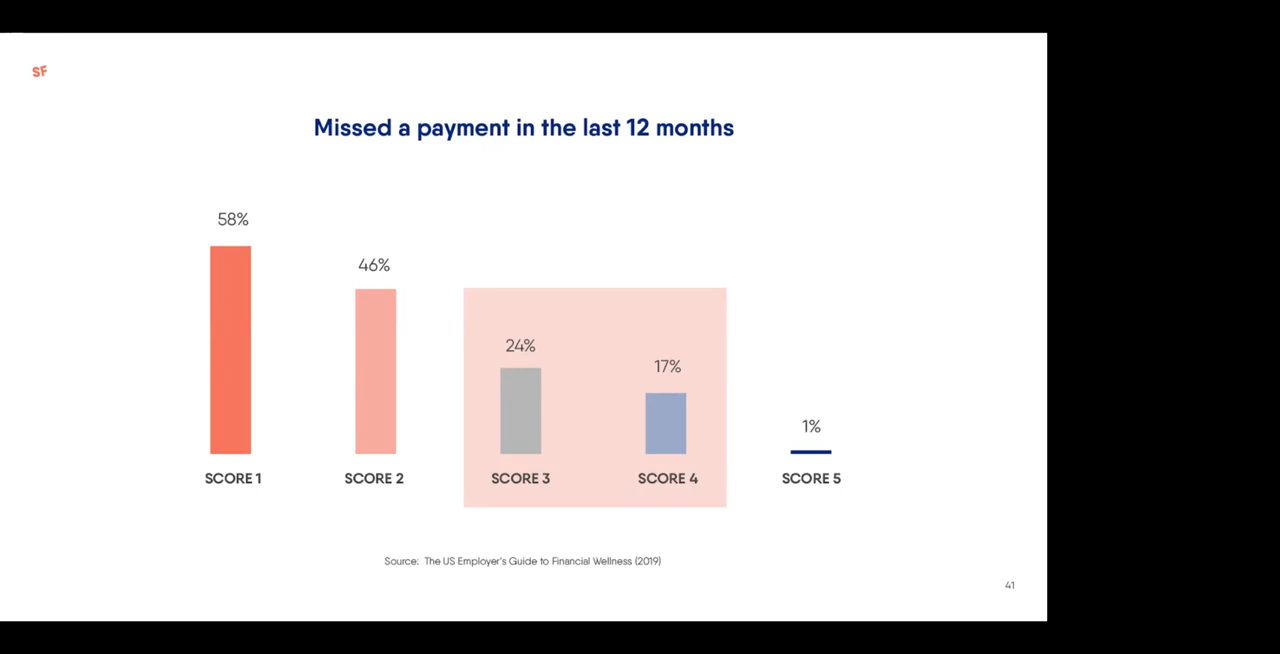 SF
Missed a payment in the last 12 months
58%
46%
24%
17%
1%
SCORE 1
SCORE 2
SCORE 3
SCORE 4
SCORE 5
Source: The US Employer's Guide to Financial Wellness (2019)
41